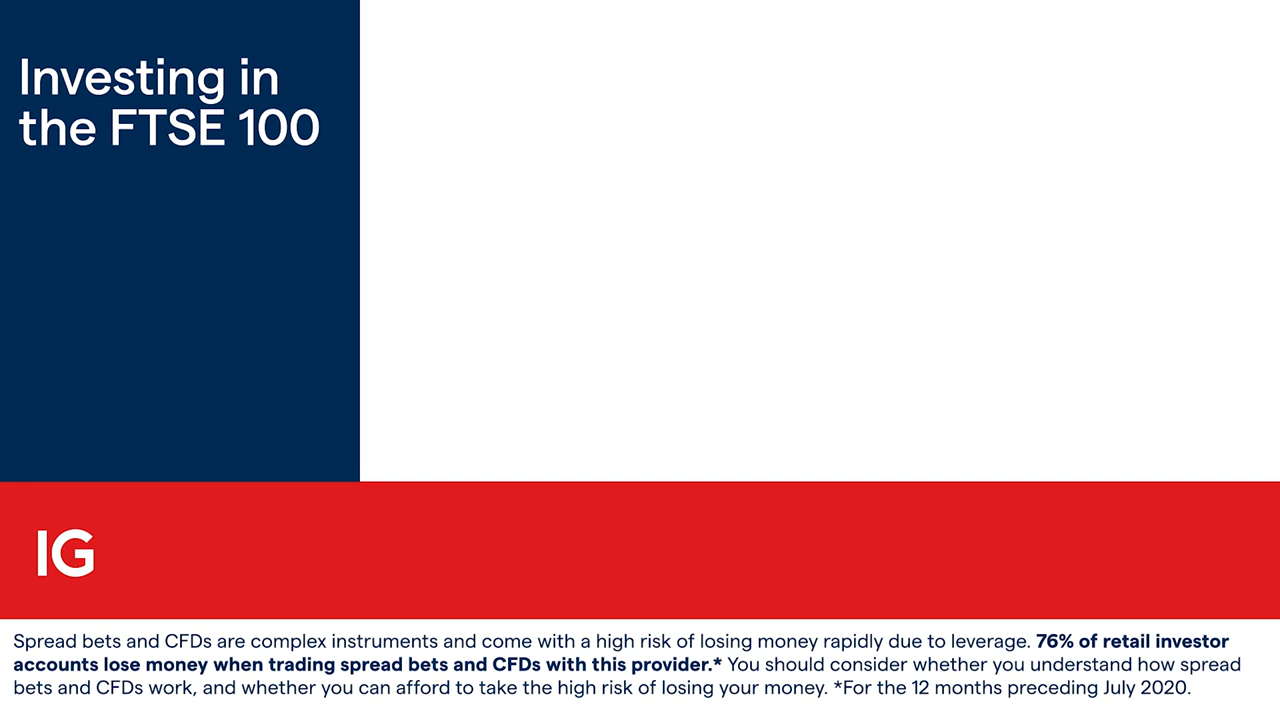 Investing in
the FTSE 100
IG
Spread bets and CFDs are complex instruments and come with a high risk of losing money rapidly due to leverage. 76% of retail investor
accounts lose money when trading spread bets and CFDs with this provider.* You should consider whether you understand how spread
bets and CFDs work, and whether you can afford to take the high risk of losing your money. *For the 12 months preceding July 2020.